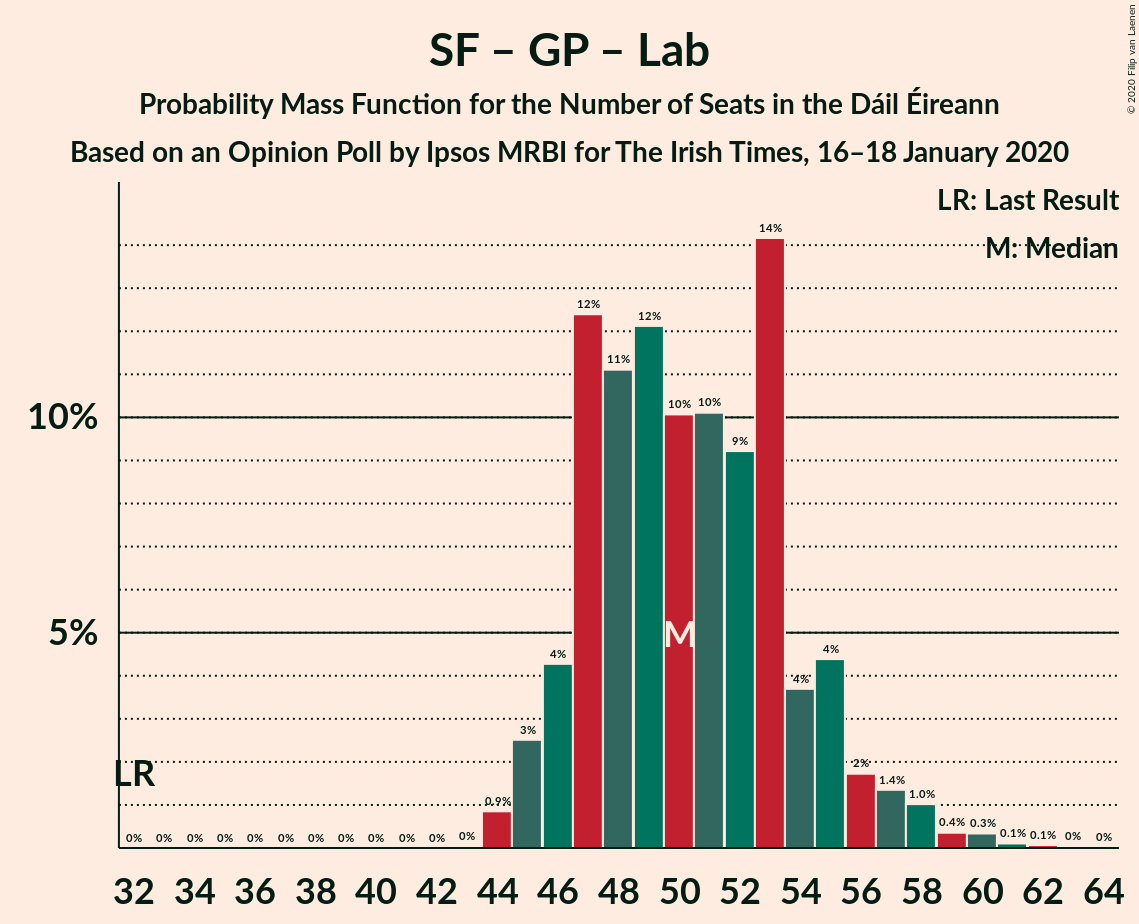 © 2020 Filip van Laenen
SF – GP – Lab
Probability Mass Function for the Number of Seats in the Dáil Éireann
Based on an Opinion Poll by Ipsos MRBI for The Irish Times, 16–18 January 2020
LR: Last Result
M: Median
14%
12% 12%
11%
10%
10% 10%
9%
5%
M
4% 4% 4%
3%
LR
2%
1.4%
0.9% 1.0%
0% 0% 0% 0% 0% 0% 0% 0% 0% 0% 0% 0% 0.4% 0.3% 0.1% 0.1% 0% 0%
32 34 36 38 40 42 44 46 48 50 52 54 56 58 60 62 64